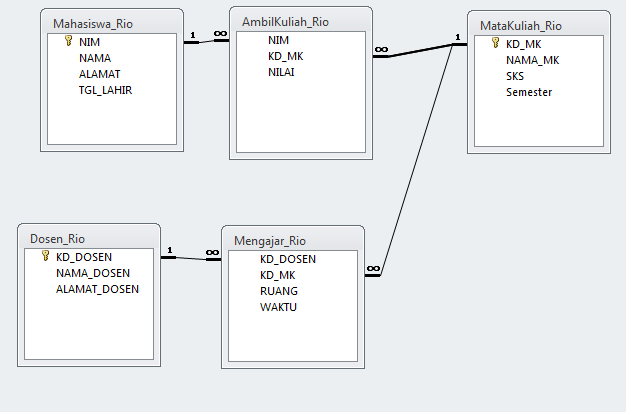 Mahasiswa_Rio
NIM
NAMA
ALAMAT
TGL_LAHIR
1
∞
AmbilKuliah_Rio
NIM
KD_MK
NILAI
∞
1
MataKuliah_Rio
KD_MK
NAMA_MK
SKS
Semester
Dosen_Rio
KD_DOSEN
NAMA_DOSEN
ALAMAT_DOSEN
1
∞
Mengajar_Rio
KD_DOSEN
KD_MK
RUANG
WAKTU
∞